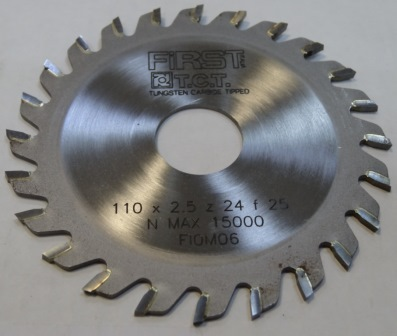 FiRST
T.C.T.
TUNGSTEN CARBIDE TIPPED
110 x 2.5 z 24 f 25
N MAX 15000
F10M06